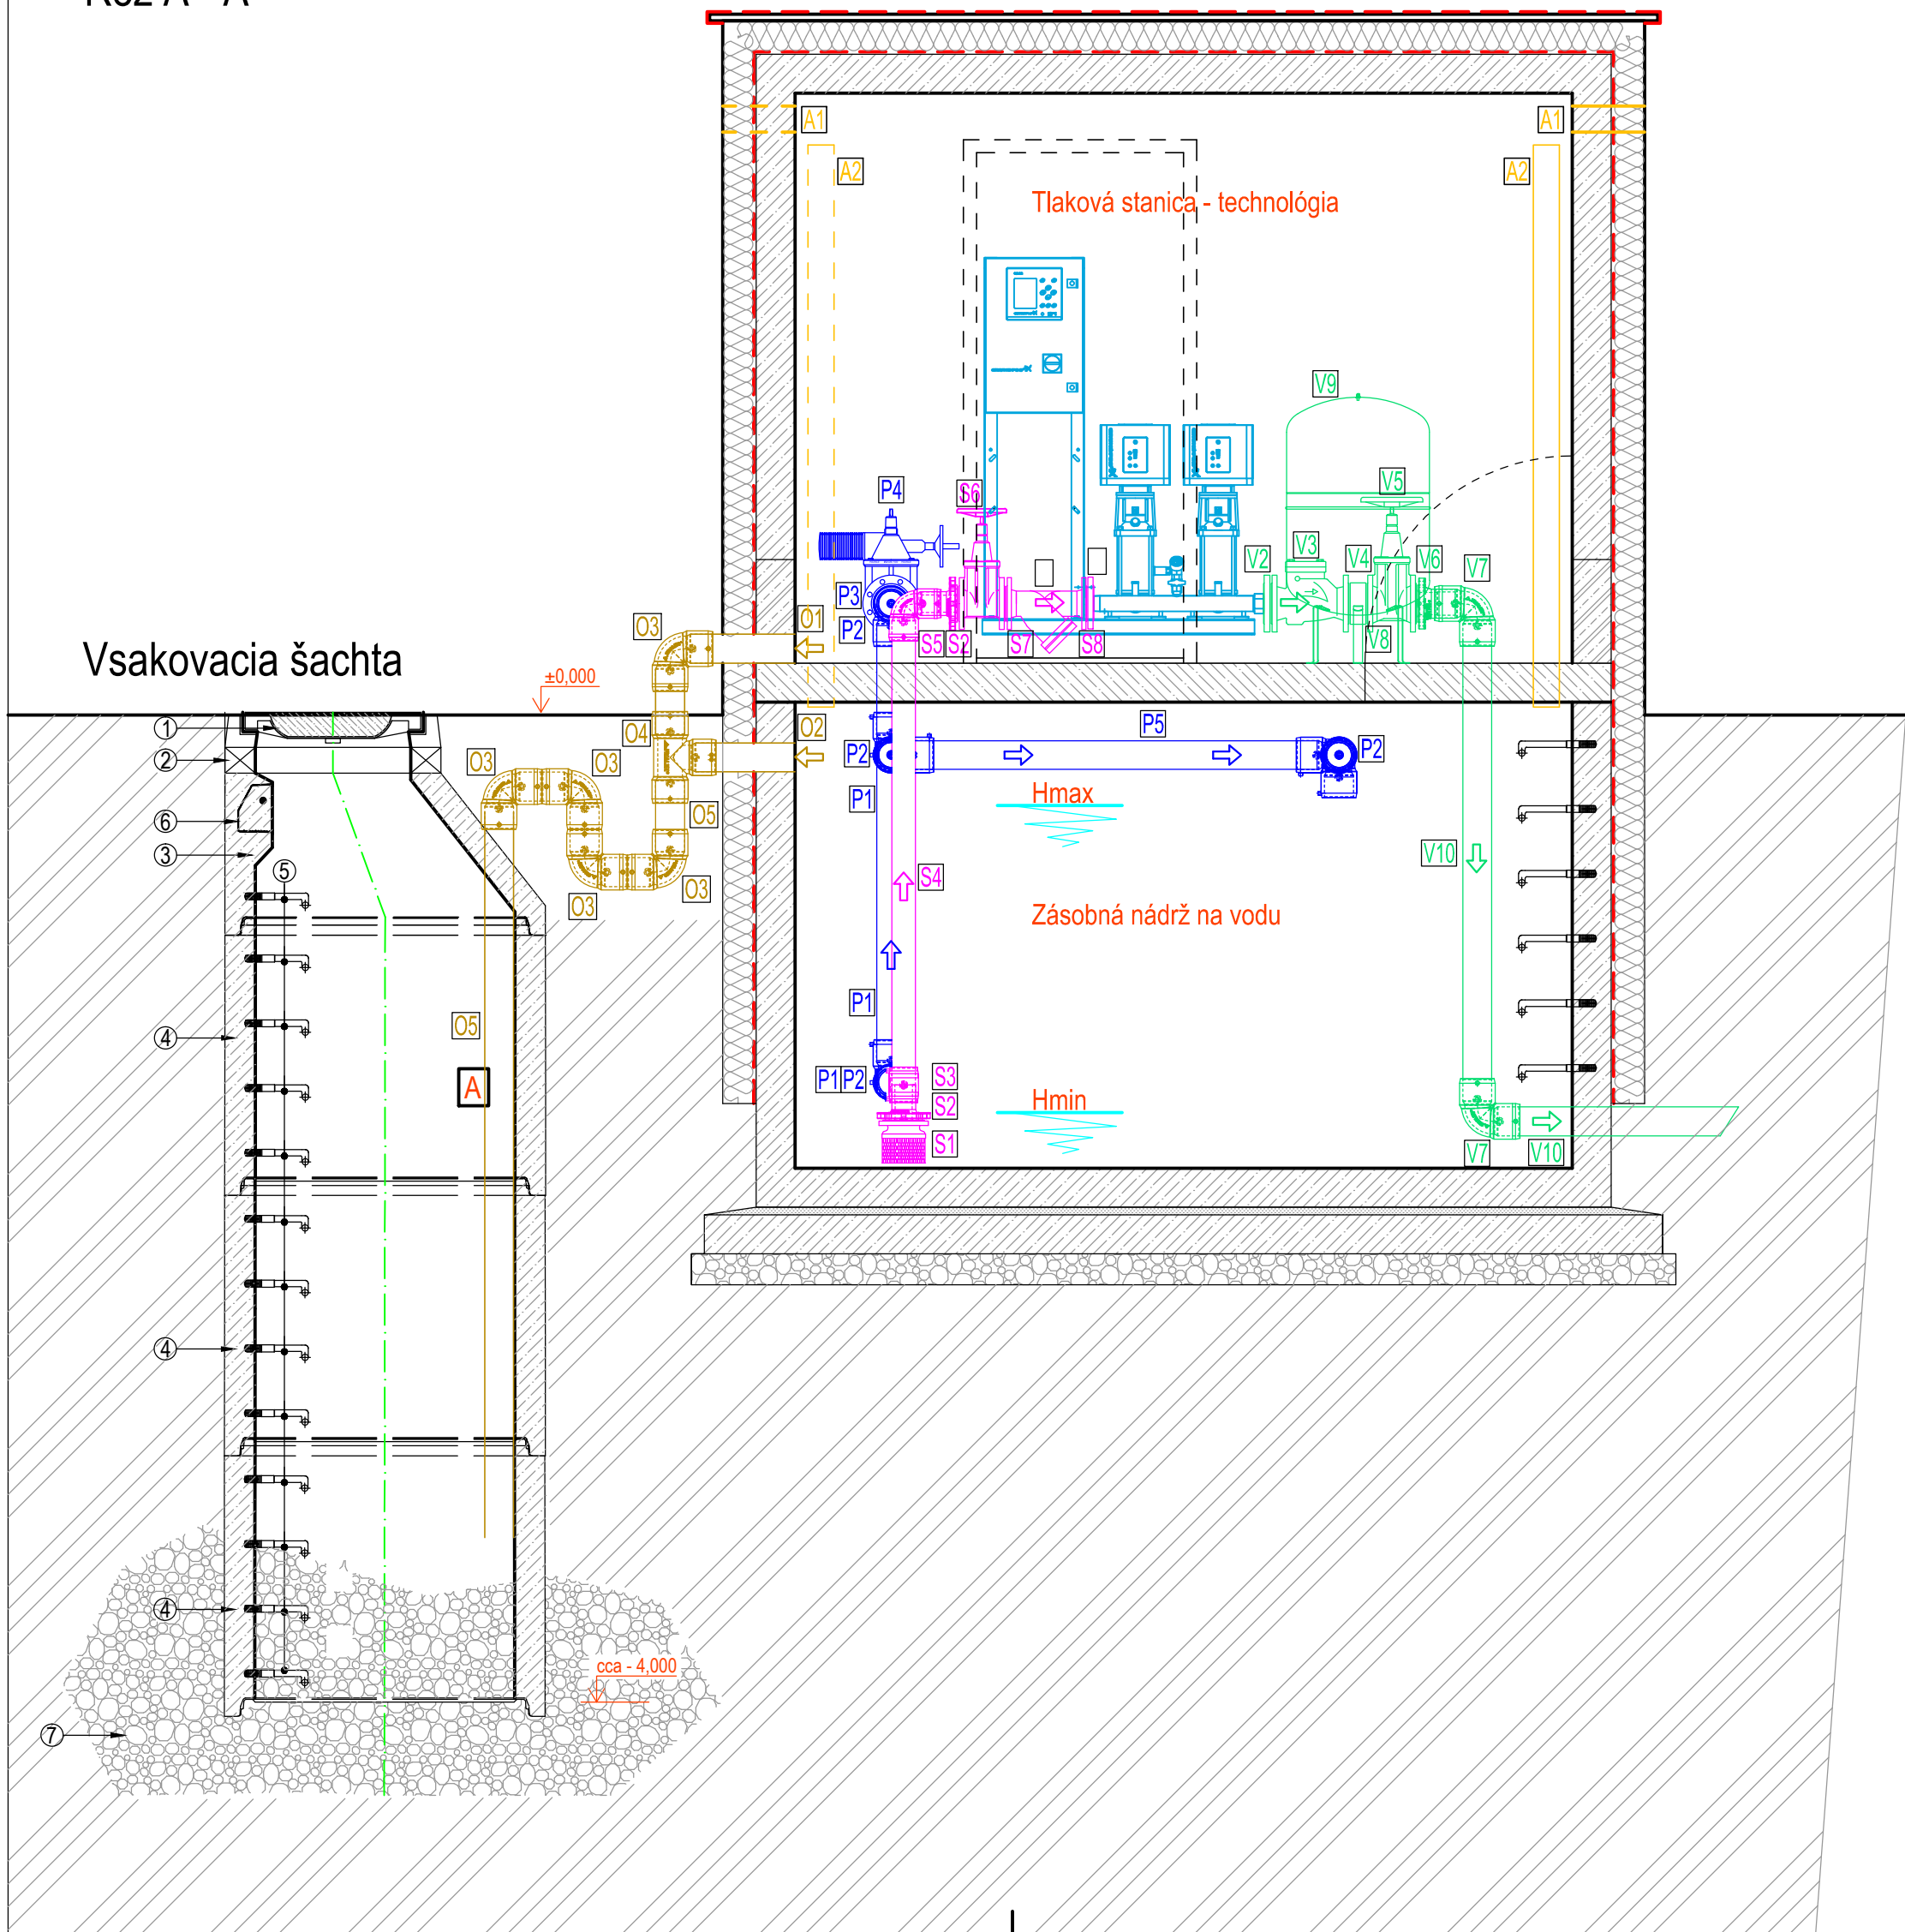 A1
A1
A2
A2
Tlaková stanica - technológia
V9
V5
P4
S6
V2
V3
V4
V6
V7
P3
P2
O1
O3
S5
S2
S7
S8
V8
Vsakovacia šachta
±0,000
1
2
6
3
5
O4
O2
O3
O3
P2
P5
P2
P1
Hmax
O5
V10
O3
O3
S4
Zásobná nádrž na vodu
P1
4
O5
A
P1
P2
S3
S2
S1
Hmin
V7
V10
4
4
cca - 4,000
7